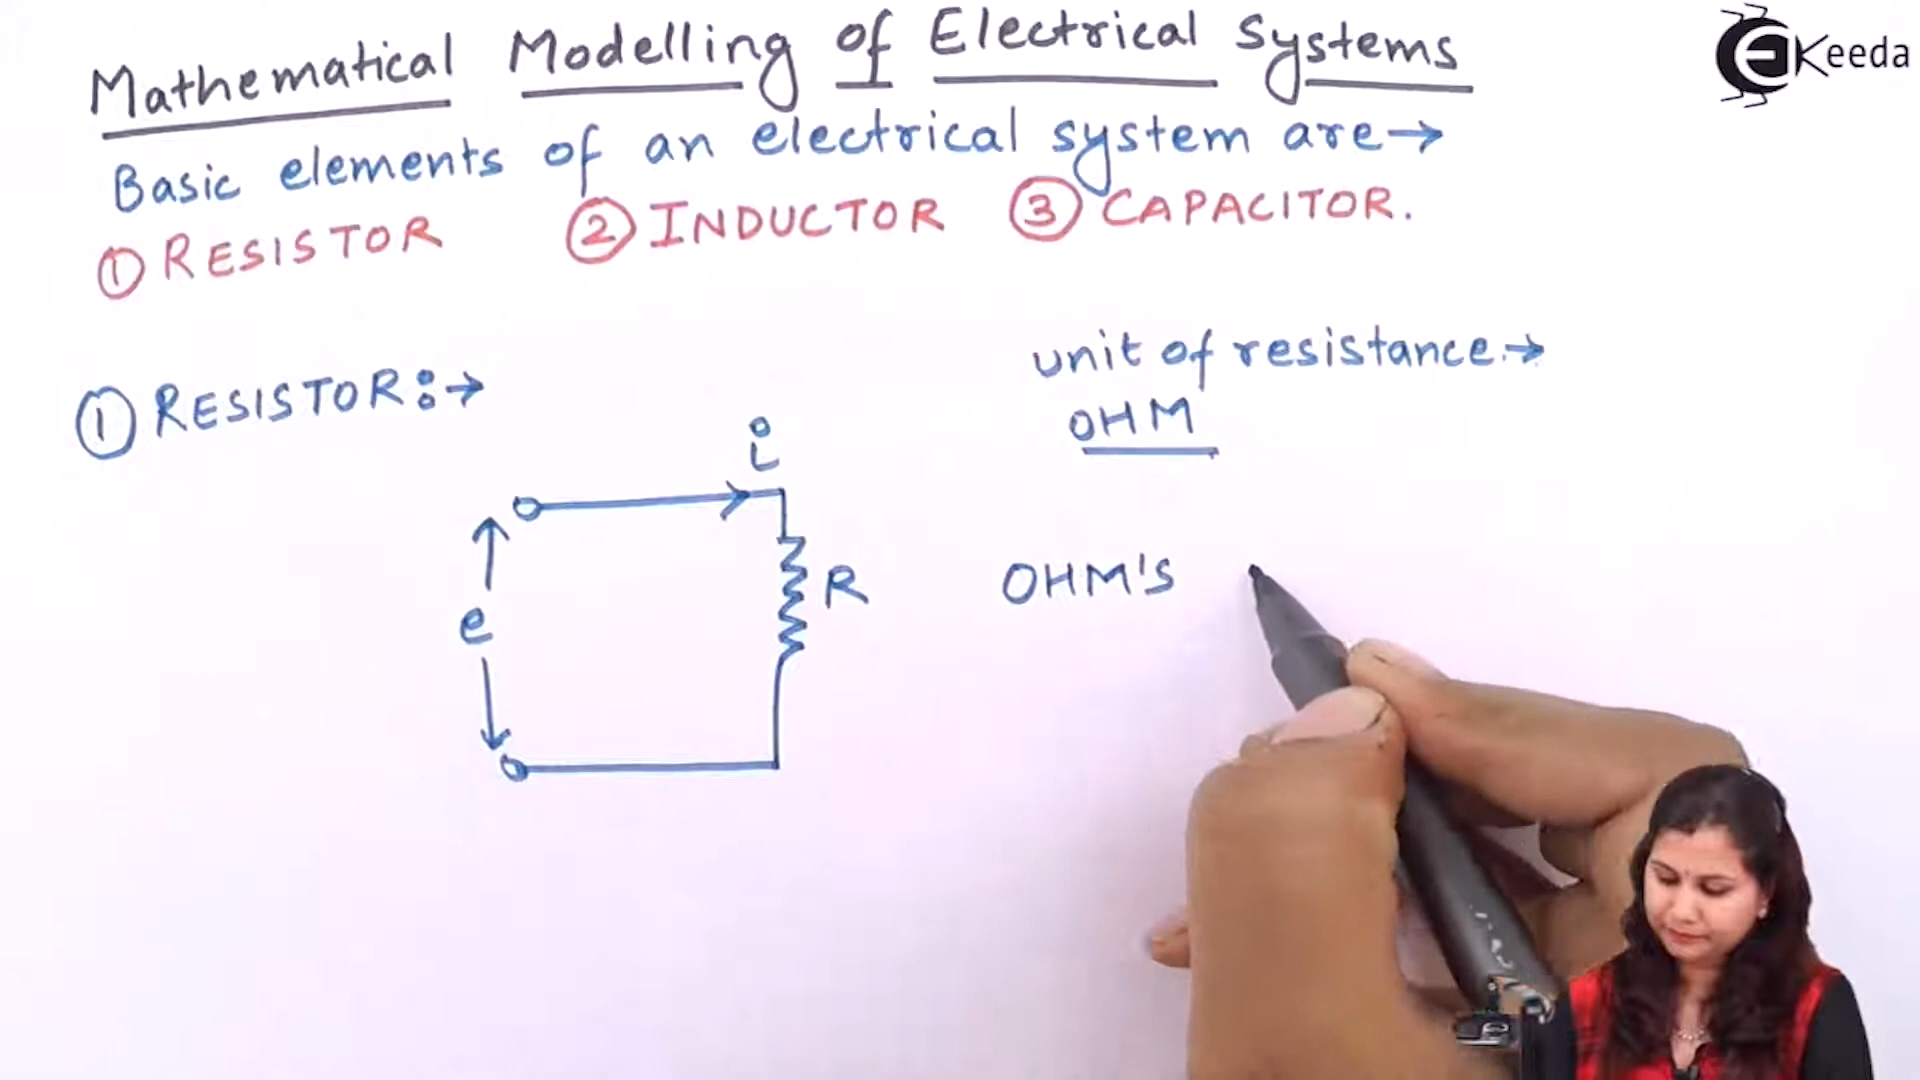 Mathematical Modelling of Electrical Systems
EKeeda
Basic elements of an electrical system are→
① RESISTOR ② INDUCTOR ③ CAPACITOR.
unit of resistance.→
① RESISTOR:→
OHM
i
R
OHM'S
e